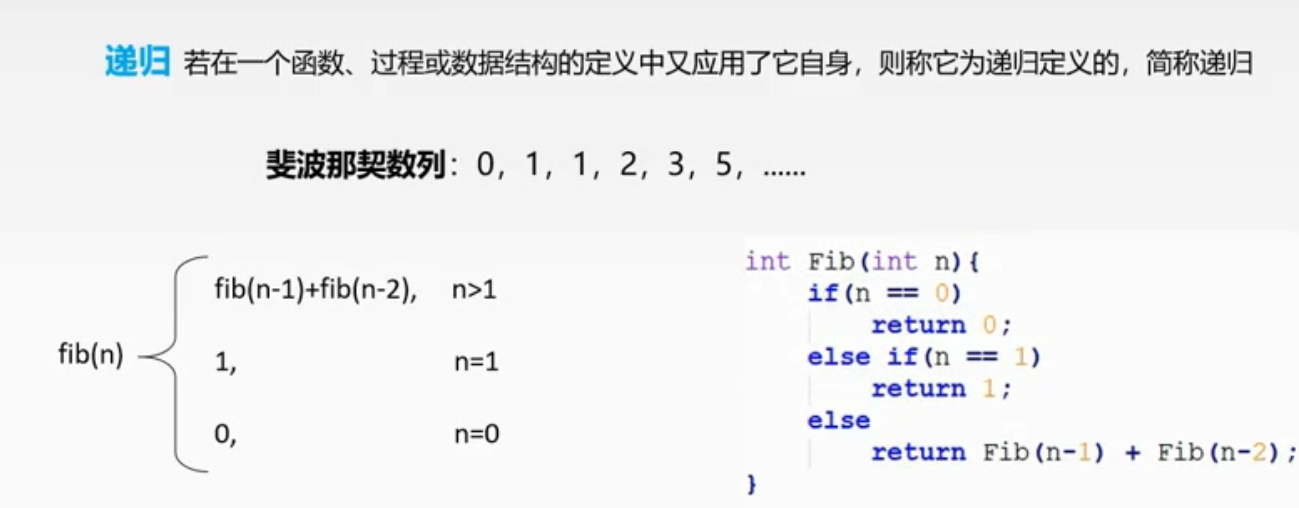 递归 若在一个函数、过程或数据结构的定义中又应用了它自身，则称它为递归定义的，简称递归
斐波那契数列：0，1，1，2，3，5，......
fib(n)
fib(n-1)+fib(n-2), n>1
1, n=1
0, n=0
int Fib(int n){
if(n == 0)
return 0;
else if(n == 1)
return 1;
else
return Fib(n-1) + Fib(n-2);
}